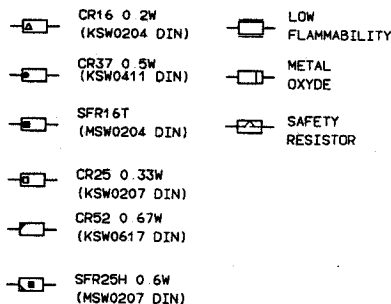 CR16 0.2W
(KSW0204 DIN)
CR37 0.5W
(KSW0411 DIN)
SFR16T
(MSW0204 DIN)
CR25 0.33W
(KSW0207 DIN)
CR52 0.67W
(KSW0617 DIN)
SFR25H 0.6W
(MSW0207 DIN)
LOW
FLAMMABILITY
METAL
OXYDE
SAFETY
RESISTOR